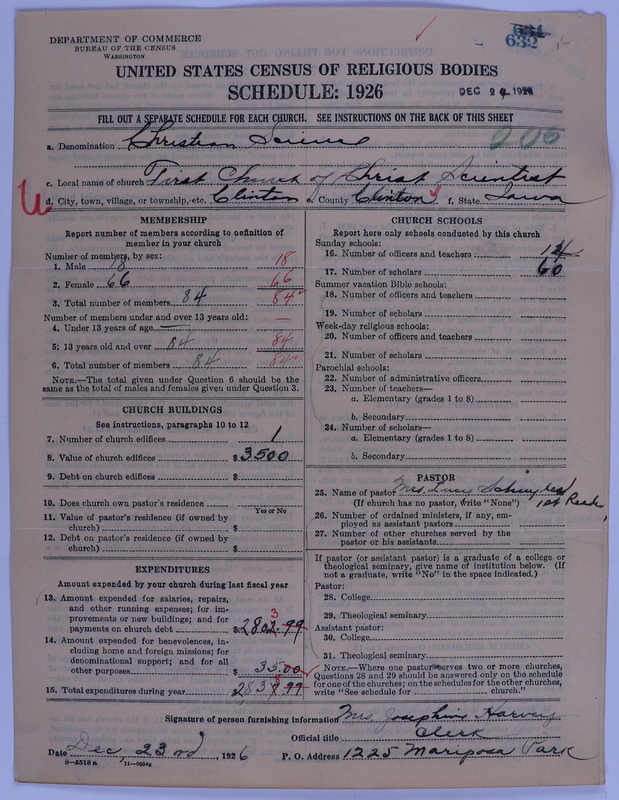 DEPARTMENT OF COMMERCE
BUREAU OF THE CENSUS
WASHINGTON
632
UNITED STATES CENSUS OF RELIGIOUS BODIES
SCHEDULE: 1926
DEC 24 1926
FILL OUT A SEPARATE SCHEDULE FOR EACH CHURCH. SEE INSTRUCTIONS ON THE BACK OF THIS SHEET
a. Denomination Christian Science
c. Local name of church First Church of Christ Scientist
d. City, town, village, or township, etc. Clinton e. County Clinton f. State Iowa
MEMBERSHIP
Report number of members according to definition of
member in your church
Number of members, by sex:
1. Male 18 18
2. Female 66 66
3. Total number of members 84 84
Number of members under and over 13 years old:
4. Under 13 years of age — —
5. 13 years old and over 84 84
6. Total number of members 84 84
NOTE.—The total given under Question 6 should be the
same as the total of males and females given under Question 3.
CHURCH BUILDINGS
See instructions, paragraphs 10 to 12
7. Number of church edifices 1
8. Value of church edifices $3500
9. Debt on church edifices $
10. Does church own pastor's residence
Yes or No
11. Value of pastor's residence (if owned by
church) $
12. Debt on pastor's residence (if owned by
church) $
EXPENDITURES
Amount expended by your church during last fiscal year
13. Amount expended for salaries, repairs,
and other running expenses; for im-
provements or new buildings; and for
payments on church debt $2802.99
3
14. Amount expended for benevolences, in-
cluding home and foreign missions; for
denominational support; and for all
other purposes $35.00
15. Total expenditures during year $2837.99
CHURCH SCHOOLS
Report here only schools conducted by this church
Sunday schools:
16. Number of officers and teachers
17. Number of scholars 60
Summer vacation Bible schools:
18. Number of officers and teachers
19. Number of scholars
Week-day religious schools:
20. Number of officers and teachers
21. Number of scholars
Parochial schools:
22. Number of administrative officers
23. Number of teachers—
a. Elementary (grades 1 to 8)
b. Secondary
24. Number of scholars—
a. Elementary (grades 1 to 8)
b. Secondary
PASTOR
25. Name of pastor Mrs. Lucy
(If church has no pastor, write "None") 1st Reader
26. Number of ordained ministers, if any, em-
ployed as assistant pastors
27. Number of other churches served by the
pastor or his assistants
If pastor (or assistant pastor) is a graduate of a college or
theological seminary, give name of institution below. (If
not a graduate, write "No" in the space indicated.)
Pastor:
28. College
29. Theological seminary
Assistant pastor:
30. College
31. Theological seminary
NOTE.—Where one pastor serves two or more churches,
Questions 28 and 29 should be answered only on the schedule
for one of the churches; on the schedules for the other churches,
write "See schedule for church."
Signature of person furnishing information Mrs Josephine Harvey
Official title Clerk
Date Dec, 23rd, 1926 P. O. Address 1225 Mariposa Park
8—5518 a